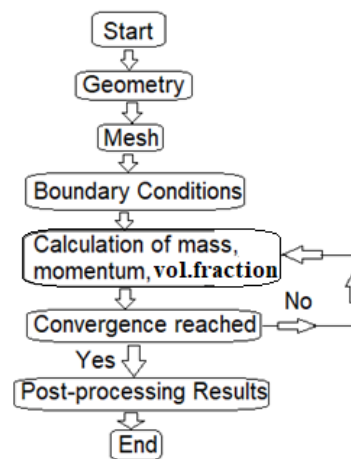 Start
Geometry
Mesh
Boundary Conditions
Calculation of mass,
momentum, vol.fraction
No
Convergence reached
Yes
Post-processing Results
End